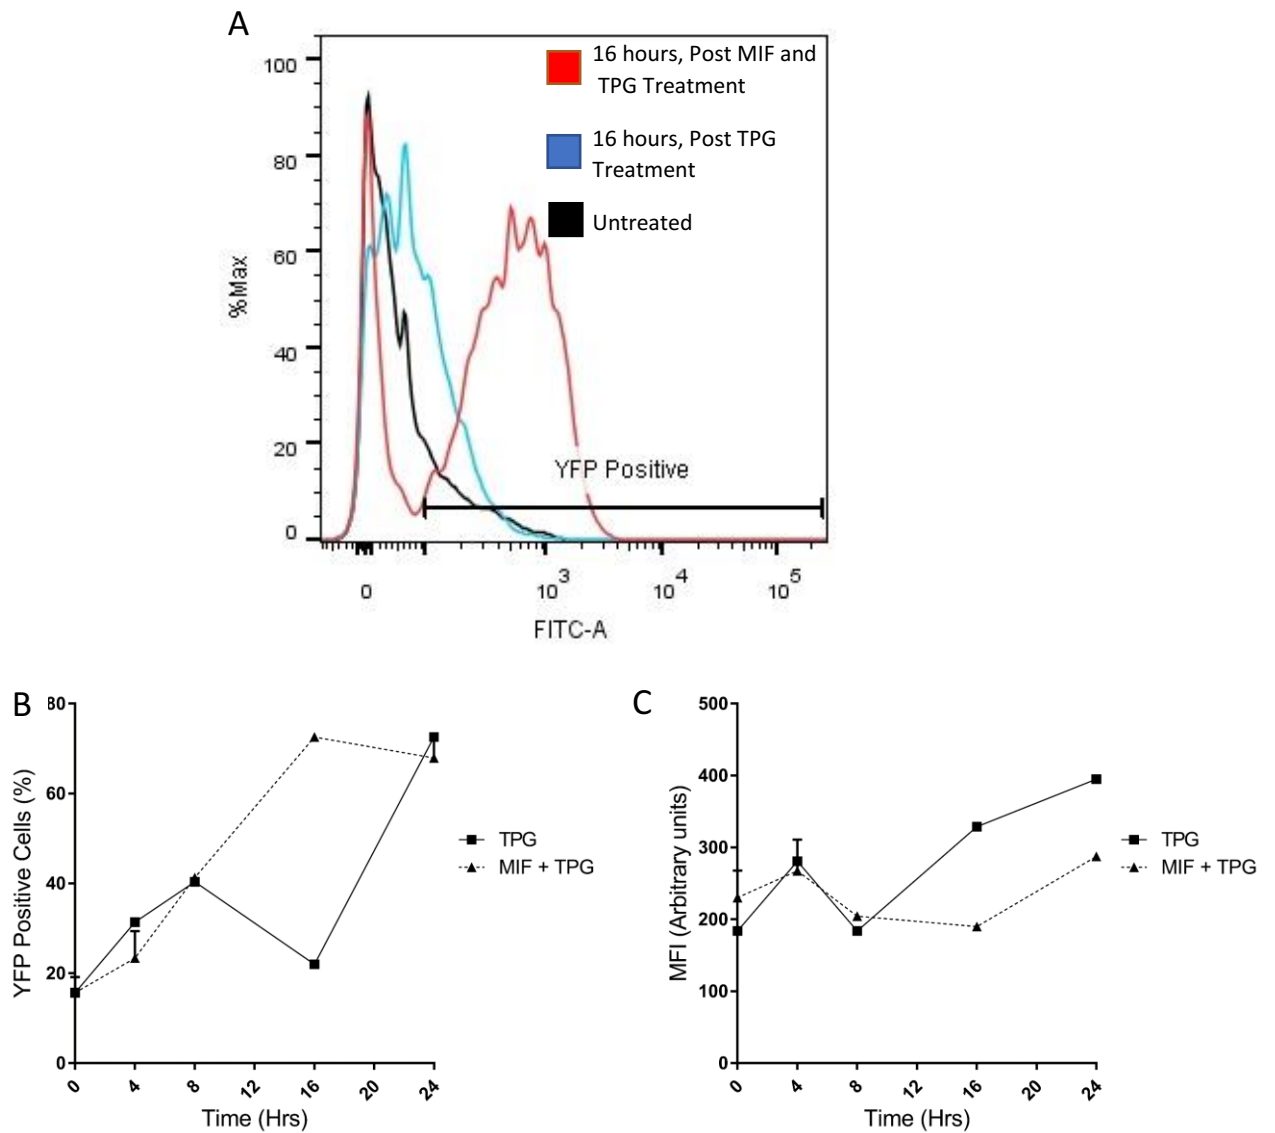 A
16 hours, Post MIF and
TPG Treatment
16 hours, Post TPG
Treatment
Untreated
100
80
60
40
20
0
%Max
YFP Positive
0
10^3
10^4
10^5
FITC-A
B
80
60
40
20
0
YFP Positive Cells (%)
0
4
8
12
16
20
24
Time (Hrs)
TPG
MIF + TPG
C
500
400
300
200
100
0
MFI (Arbitrary units)
0
4
8
12
16
20
24
Time (Hrs)
TPG
MIF + TPG